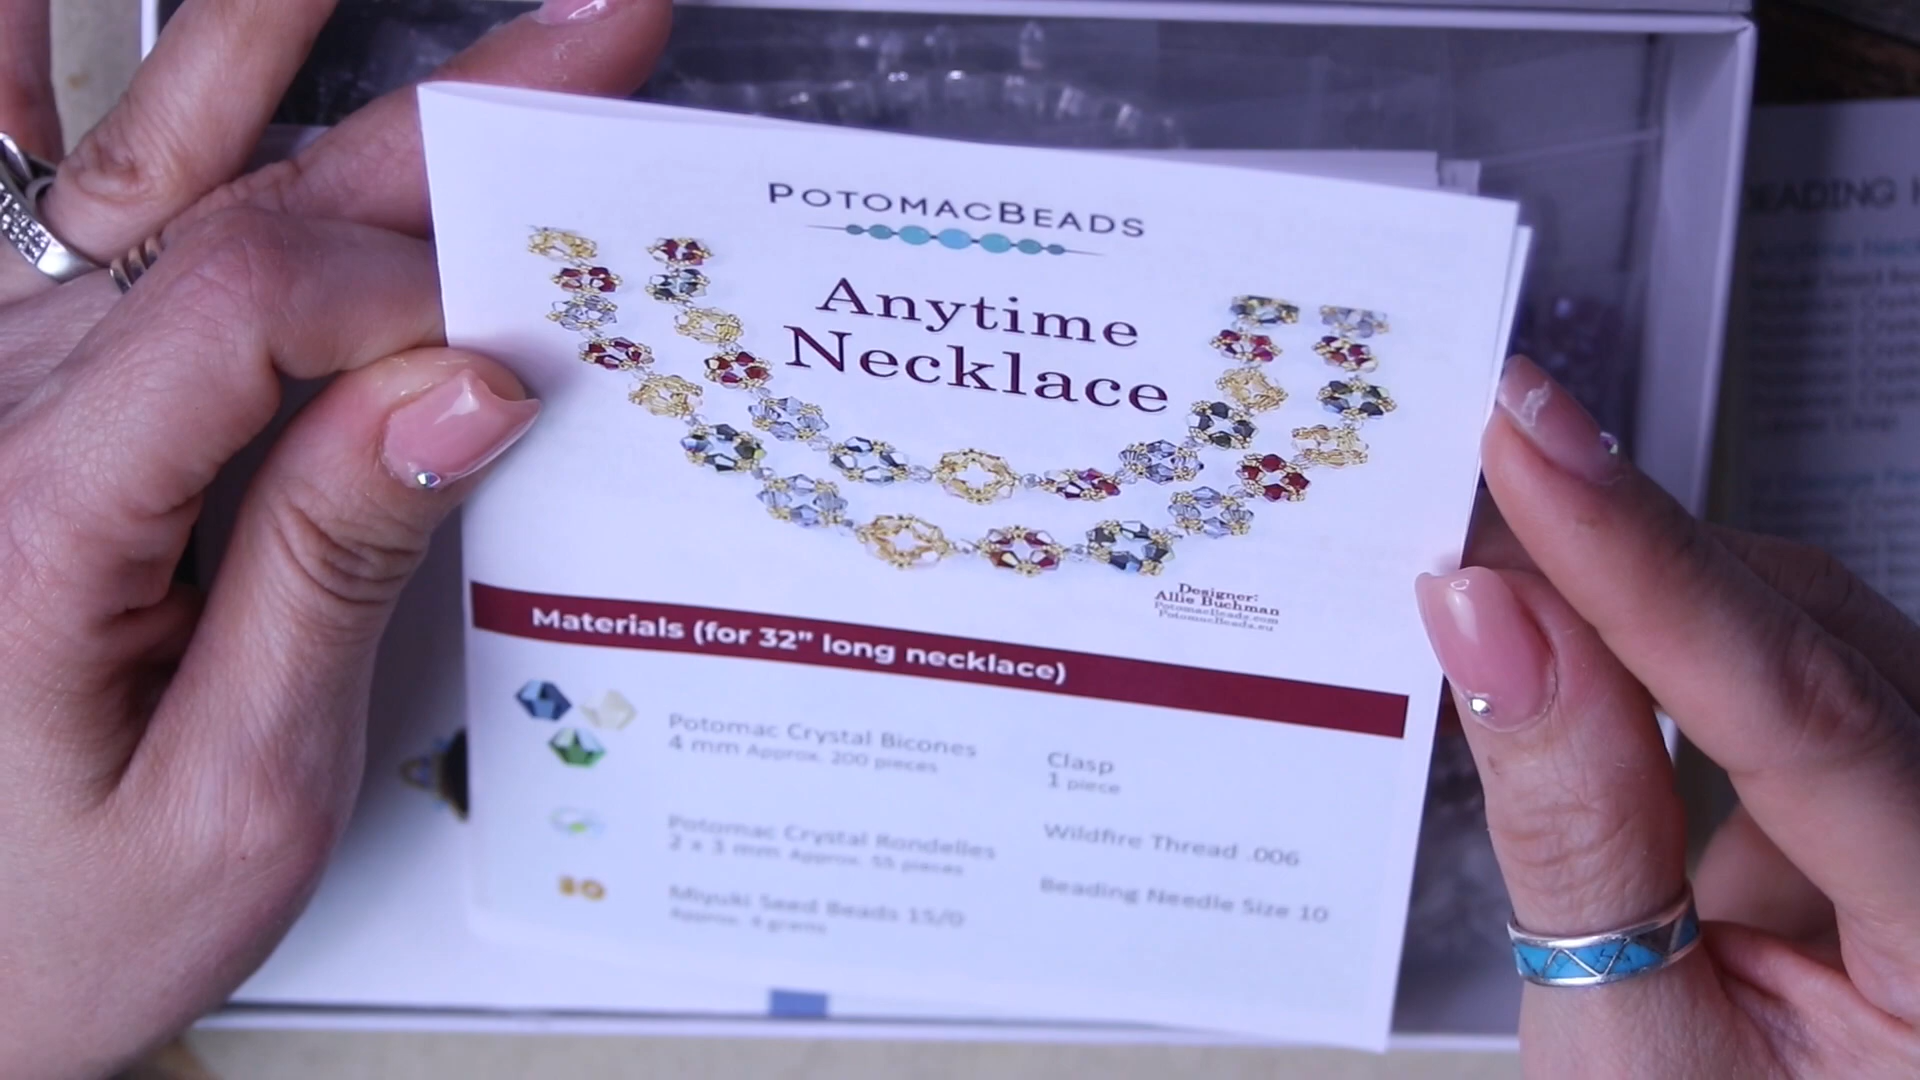 POTOMACBEADS
Anytime
Necklace
Designer:
Allie Buchman
PotomacBeads.com
PotomacBeads.eu
Materials (for 32" long necklace)
Potomac Crystal Bicones
4 mm Approx. 200 pieces
Potomac Crystal Rondelles
2 x 3 mm Approx. 55 pieces
Miyuki Seed Beads 15/0
Approx. 4 grams
Clasp
1 piece
Wildfire Thread .006
Beading Needle Size 10
EADING